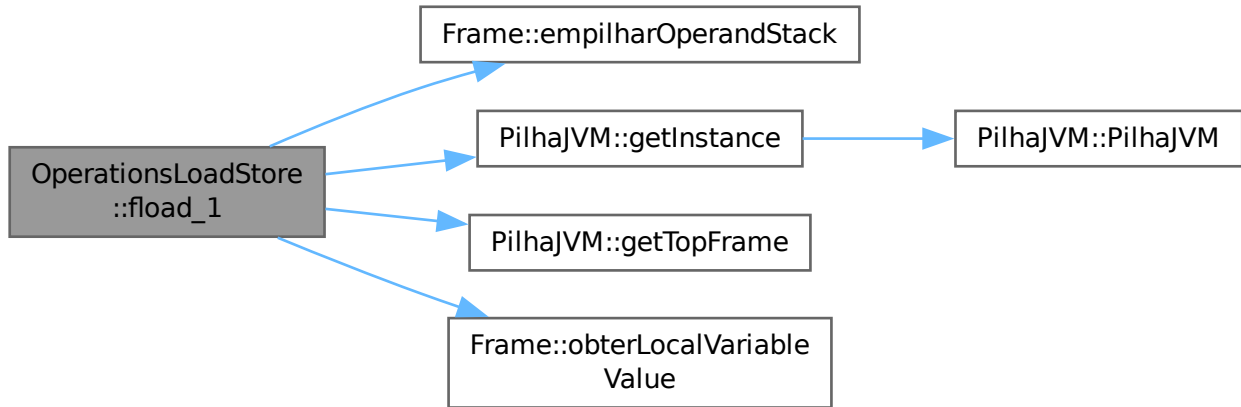 Frame::empilharOperandStack
PilhaJVM::getInstance
PilhaJVM::PilhaJVM
OperationsLoadStore
::fload_1
PilhaJVM::getTopFrame
Frame::obterLocalVariable
Value